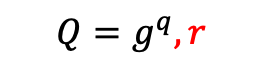 Q = g^q,r